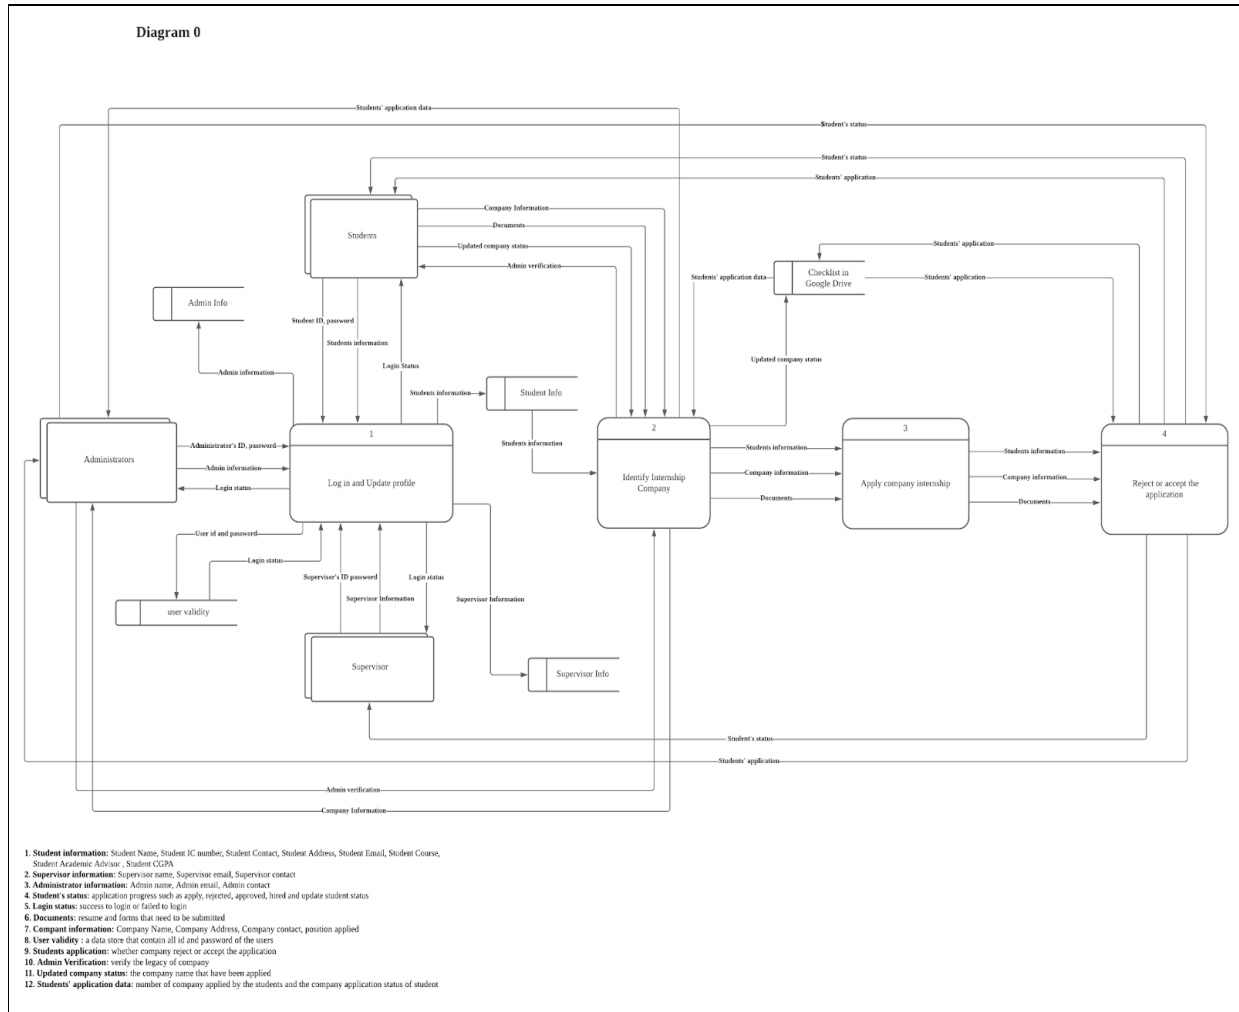 Diagram 0
Students' application data
Student's status
Student's status
Students' application
Company Information
Students
Documents
Updated company status
Students' application
Admin verification
Checklist in
Google Drive
Students' application data
Students' application
Admin Info
Student ID, password
Students information
Updated company status
Login Status
Admin information
Students information
Student Info
1
2
3
4
Students information
Administrator's ID, password
Administrators
Admin information
Login status
Log in and Update profile
Identify Internship
Company
Students information
Company information
Documents
Apply company internship
Students information
Company information
Documents
Reject or accept the
application
User id and password
Login status
Supervisor's ID password
Login status
Supervisor Information
Supervisor Information
user validity
Supervisor
Supervisor Info
Student's status
Students' application
Admin verification
Company Information
1. Student information: Student Name, Student IC number, Student Contact, Student Address, Student Email, Student Course,
Student Academic Advisor , Student CGPA
2. Supervisor information: Supervisor name, Supervisor email, Supervisor contact
3. Administrator information: Admin name, Admin email, Admin contact
4. Student's status: application progress such as apply, rejected, approved, hired and update student status
5. Login status: success to login or failed to login
6. Documents: resume and forms that need to be submitted
7. Compant information: Company Name, Company Address, Company contact, position applied
8. User validity : a data store that contain all id and password of the users
9. Students application: whether company reject or accept the application
10. Admin Verification: verify the legacy of company
11. Updated company status: the company name that have been applied
12. Students' application data: number of company applied by the students and the company application status of student